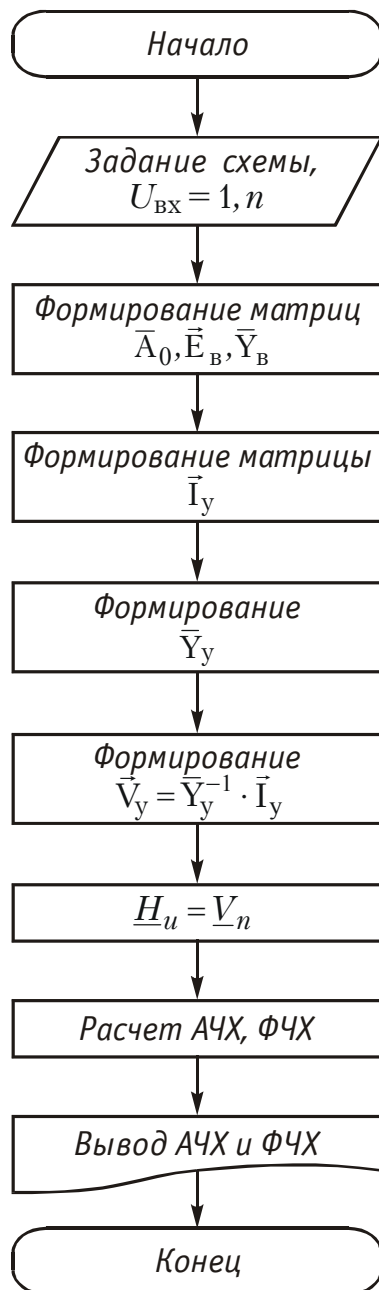 Начало
Задание схемы,
U_вх = 1, n
Формирование матриц
A̅₀, E⃗_в, Y̅_в
Формирование матрицы
I⃗_у
Формирование
Y̅_у
Формирование
V⃗_у = Y̅_у⁻¹ · I⃗_у
H_u = V_n
Расчет АЧХ, ФЧХ
Вывод АЧХ и ФЧХ
Конец